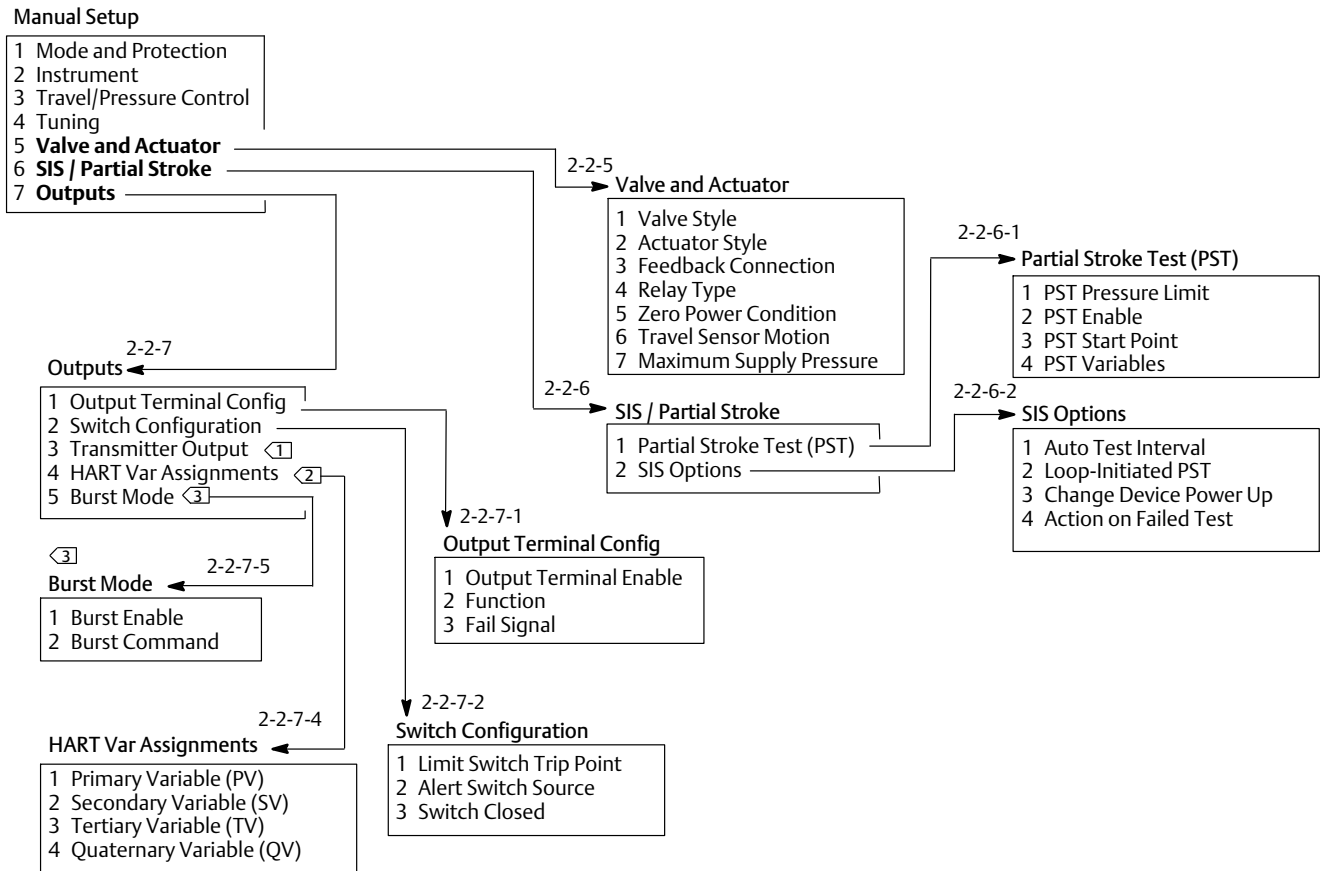 Manual Setup
1 Mode and Protection
2 Instrument
3 Travel/Pressure Control
4 Tuning
5 Valve and Actuator
6 SIS / Partial Stroke
7 Outputs
2-2-5
Valve and Actuator
1 Valve Style
2 Actuator Style
3 Feedback Connection
4 Relay Type
5 Zero Power Condition
6 Travel Sensor Motion
7 Maximum Supply Pressure
2-2-6-1
Partial Stroke Test (PST)
1 PST Pressure Limit
2 PST Enable
3 PST Start Point
4 PST Variables
2-2-7
Outputs
1 Output Terminal Config
2 Switch Configuration
3 Transmitter Output 1
4 HART Var Assignments 2
5 Burst Mode 3
2-2-6
SIS / Partial Stroke
1 Partial Stroke Test (PST)
2 SIS Options
2-2-6-2
SIS Options
1 Auto Test Interval
2 Loop-Initiated PST
3 Change Device Power Up
4 Action on Failed Test
2-2-7-1
Output Terminal Config
1 Output Terminal Enable
2 Function
3 Fail Signal
3
2-2-7-5
Burst Mode
1 Burst Enable
2 Burst Command
2-2-7-2
Switch Configuration
1 Limit Switch Trip Point
2 Alert Switch Source
3 Switch Closed
2-2-7-4
HART Var Assignments
1 Primary Variable (PV)
2 Secondary Variable (SV)
3 Tertiary Variable (TV)
4 Quaternary Variable (QV)